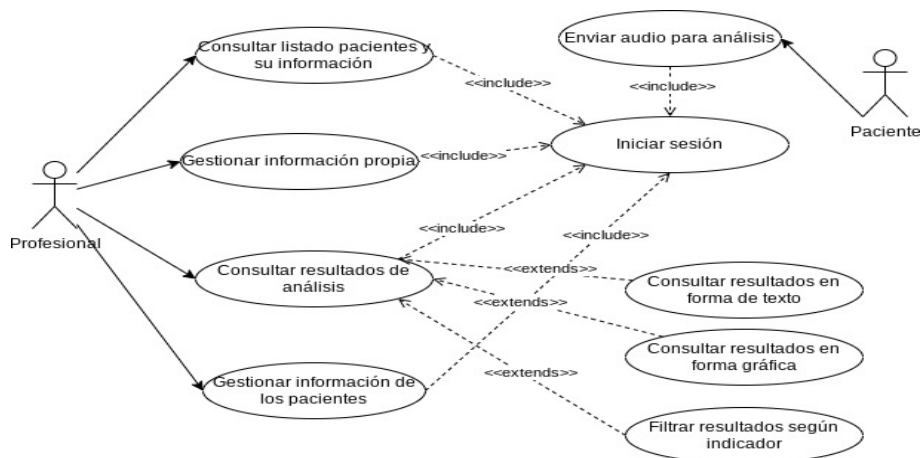 Consultar listado pacientes y
su información
Enviar audio para análisis
<<include>>
<<include>>
Paciente
Iniciar sesión
Gestionar información propia
<<include>>
Profesional
<<include>>
<<include>>
Consultar resultados de
análisis
<<extends>>
Consultar resultados en
forma de texto
<<extends>>
Consultar resultados en
forma gráfica
Gestionar información de
los pacientes
<<extends>>
Filtrar resultados según
indicador